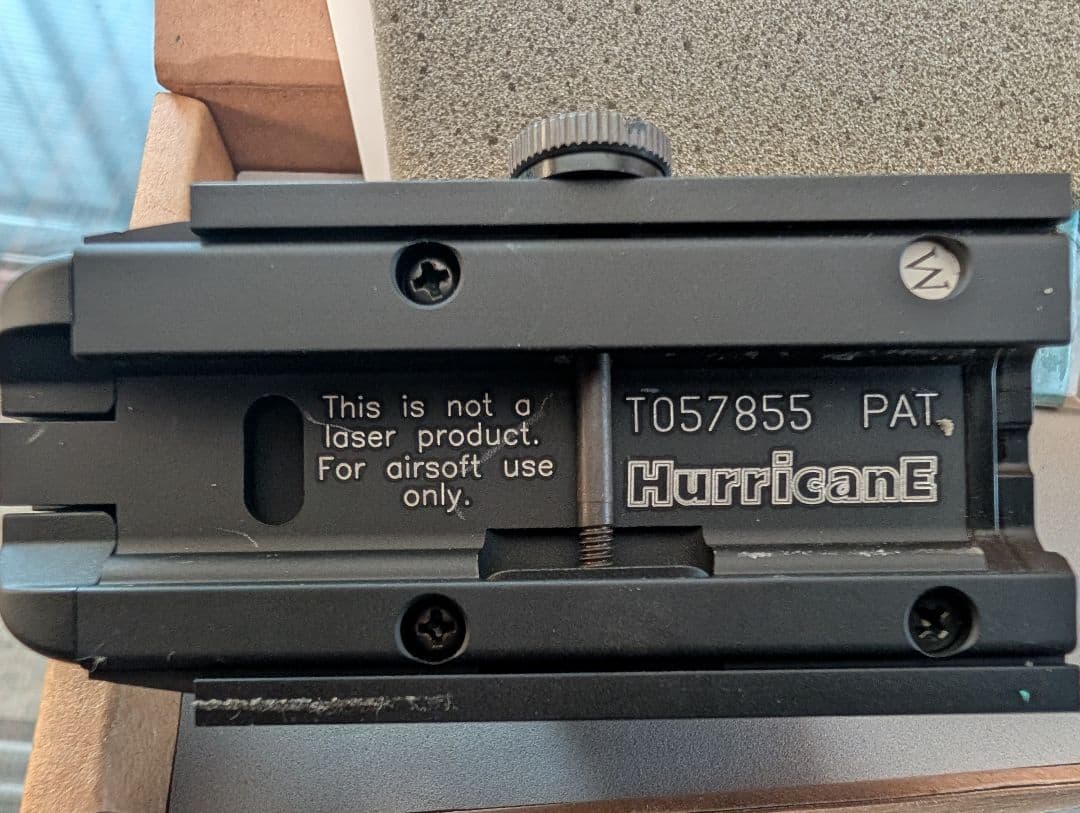 This is not a
laser product.
For airsoft use
only.
T057855 PAT.
HurricanE
W